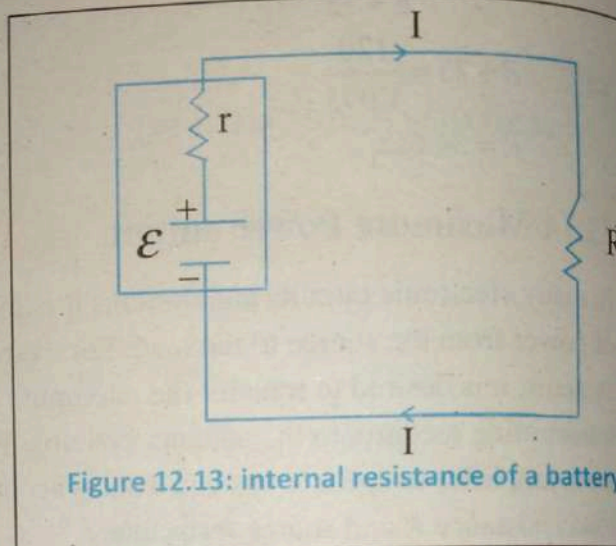 I
r
+
ε
−
R
I
Figure 12.13: internal resistance of a battery